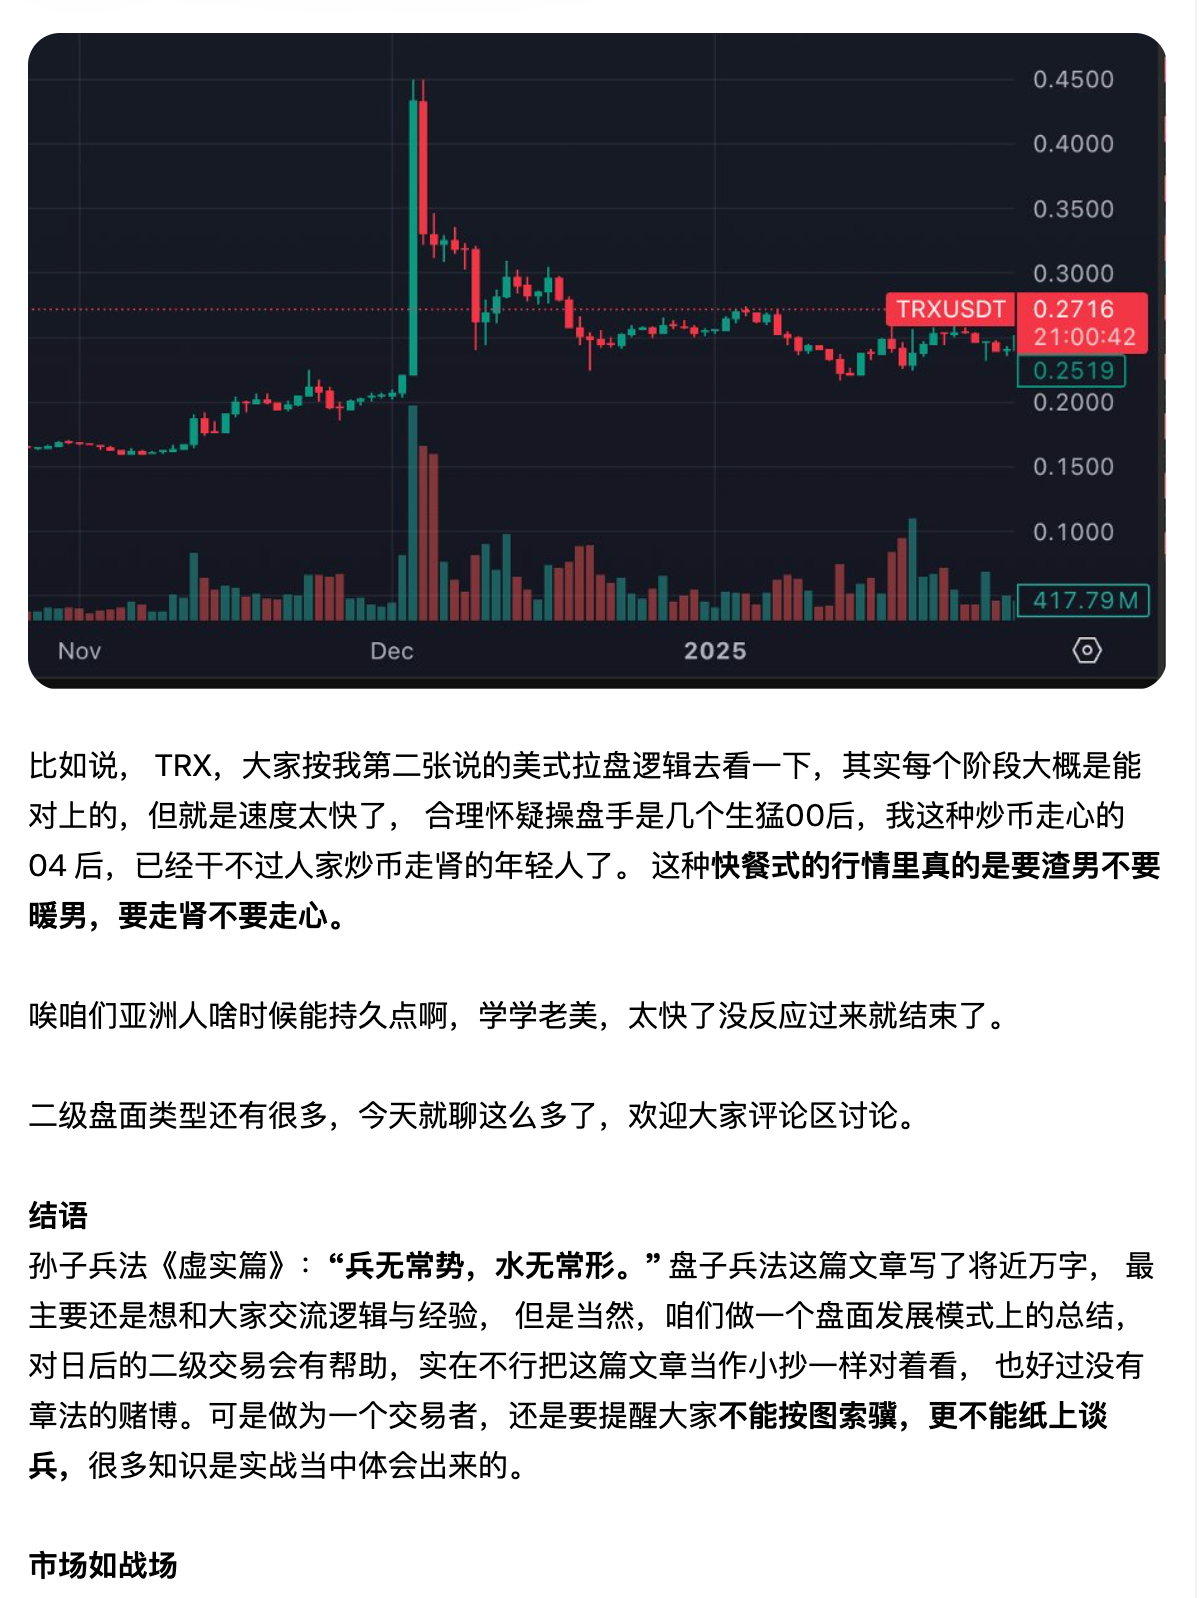 0.4500
0.4000
0.3500
0.3000
TRXUSDT 0.2716
21:00:42
0.2519
0.2000
0.1500
0.1000
417.79 M
Nov Dec 2025
比如说， TRX，大家按我第二张说的美式拉盘逻辑去看一下，其实每个阶段大概是能
对上的，但就是速度太快了， 合理怀疑操盘手是几个生猛00后，我这种炒币走心的
04 后，已经干不过人家炒币走肾的年轻人了。 这种快餐式的行情里真的是要渣男不要
暖男，要走肾不要走心。
唉咱们亚洲人啥时候能持久点啊，学学老美，太快了没反应过来就结束了。
二级盘面类型还有很多，今天就聊这么多了，欢迎大家评论区讨论。
结语
孙子兵法《虚实篇》：“兵无常势，水无常形。”盘子兵法这篇文章写了将近万字， 最
主要还是想和大家交流逻辑与经验， 但是当然，咱们做一个盘面发展模式上的总结，
对日后的二级交易会有帮助，实在不行把这篇文章当作小抄一样对着看， 也好过没有
章法的赌博。可是做为一个交易者，还是要提醒大家不能按图索骥，更不能纸上谈
兵，很多知识是实战当中体会出来的。
市场如战场